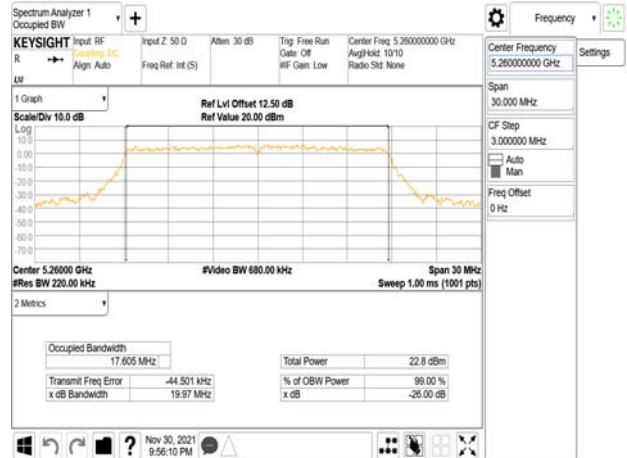 Spectrum Analyzer 1
Occupied BW
+
Frequency
KEYSIGHT Input: RF Input Z: 50 Ω Atten: 30 dB Trig: Free Run Center Freq: 5.260000000 GHz
R Coupling: DC Gate: Off Avg|Hold: 10/10
Align: Auto Freq Ref: Int (S) #IF Gain: Low Radio Std: None
Center Frequency
5.260000000 GHz
Settings
Span
30.000 MHz
CF Step
3.000000 MHz
Auto
Man
Freq Offset
0 Hz
1 Graph
Ref Lvl Offset 12.50 dB
Scale/Div 10.0 dB Ref Value 20.00 dBm
Log
10.0
0.00
-10.0
-20.0
-30.0
-40.0
-50.0
-60.0
-70.0
Center 5.26000 GHz #Video BW 680.00 kHz Span 30 MHz
#Res BW 220.00 kHz Sweep 1.00 ms (1001 pts)
2 Metrics
Occupied Bandwidth
17.605 MHz
Total Power 22.8 dBm
Transmit Freq Error -44.501 kHz % of OBW Power 99.00 %
x dB Bandwidth 19.97 MHz x dB -26.00 dB
? Nov 30, 2021
9:56:10 PM